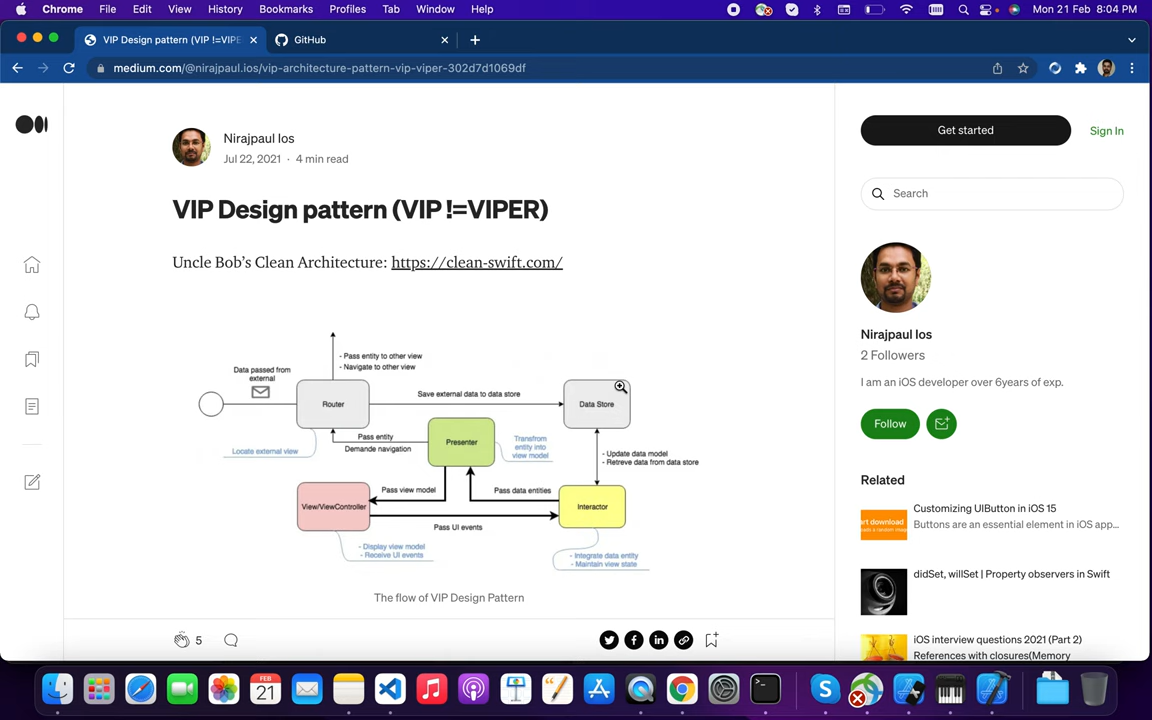 Chrome File Edit View History Bookmarks Profiles Tab Window Help Mon 21 Feb 8:04 PM
VIP Design pattern (VIP !=VIPE
GitHub
medium.com/@nirajpaul.ios/vip-architecture-pattern-vip-viper-302d7d1069df
Nirajpaul Ios
Jul 22, 2021 · 4 min read
Get started
Sign In
Search
VIP Design pattern (VIP !=VIPER)
Uncle Bob's Clean Architecture: https://clean-swift.com/
Nirajpaul Ios
2 Followers
I am an iOS developer over 6years of exp.
Follow
- Pass entity to other view
- Navigate to other view
Data passed from
external
Router
Save external data to data store
Data Store
Pass entity
Demande navigation
Locate external view
Presenter
Transfrom
entity into
view model
- Update data model
- Retreve data from data store
Pass view model
Pass data entities
View/ViewController
Interactor
Pass UI events
- Display view model
- Receive UI events
- Integrate data entity
- Maintain view state
The flow of VIP Design Pattern
5
Related
Customizing UIButton in iOS 15
Buttons are an essential element in iOS app...
art download
didSet, willSet | Property observers in Swift
iOS interview questions 2021 (Part 2)
References with closures(Memory
FEB
21